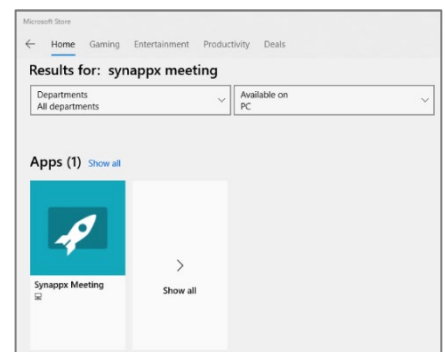 Microsoft Store
Home Gaming Entertainment Productivity Deals
Results for: synappx meeting
Departments
All departments
Available on
PC
Apps (1) Show all
Synappx Meeting
Show all